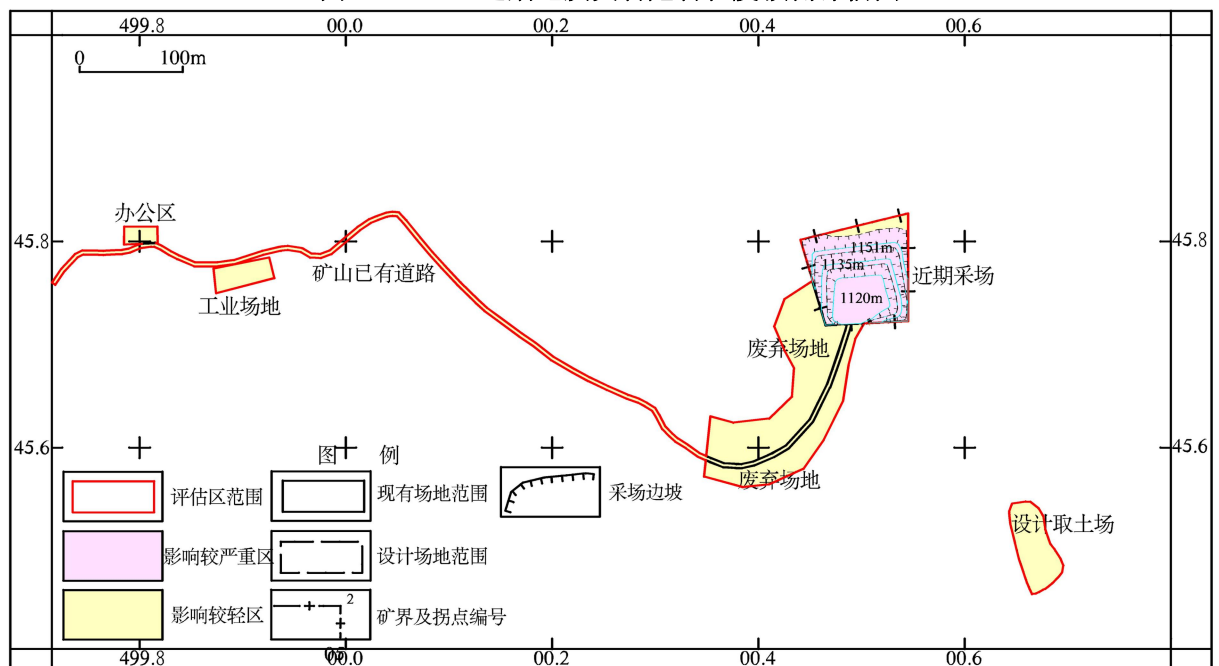 499.8 00.0 00.2 00.4 00.6
0 100m
办公区
45.8 45.8
1151m
1135m
矿山已有道路 近期采场
工业场地 1120m
废弃场地
45.6 45.6
图 例
废弃场地
评估区范围 现有场地范围 采场边坡
设计取土场
影响较严重区 设计场地范围
2
影响较轻区 矿界及拐点编号
499.8 00.0 00.2 00.4 00.6